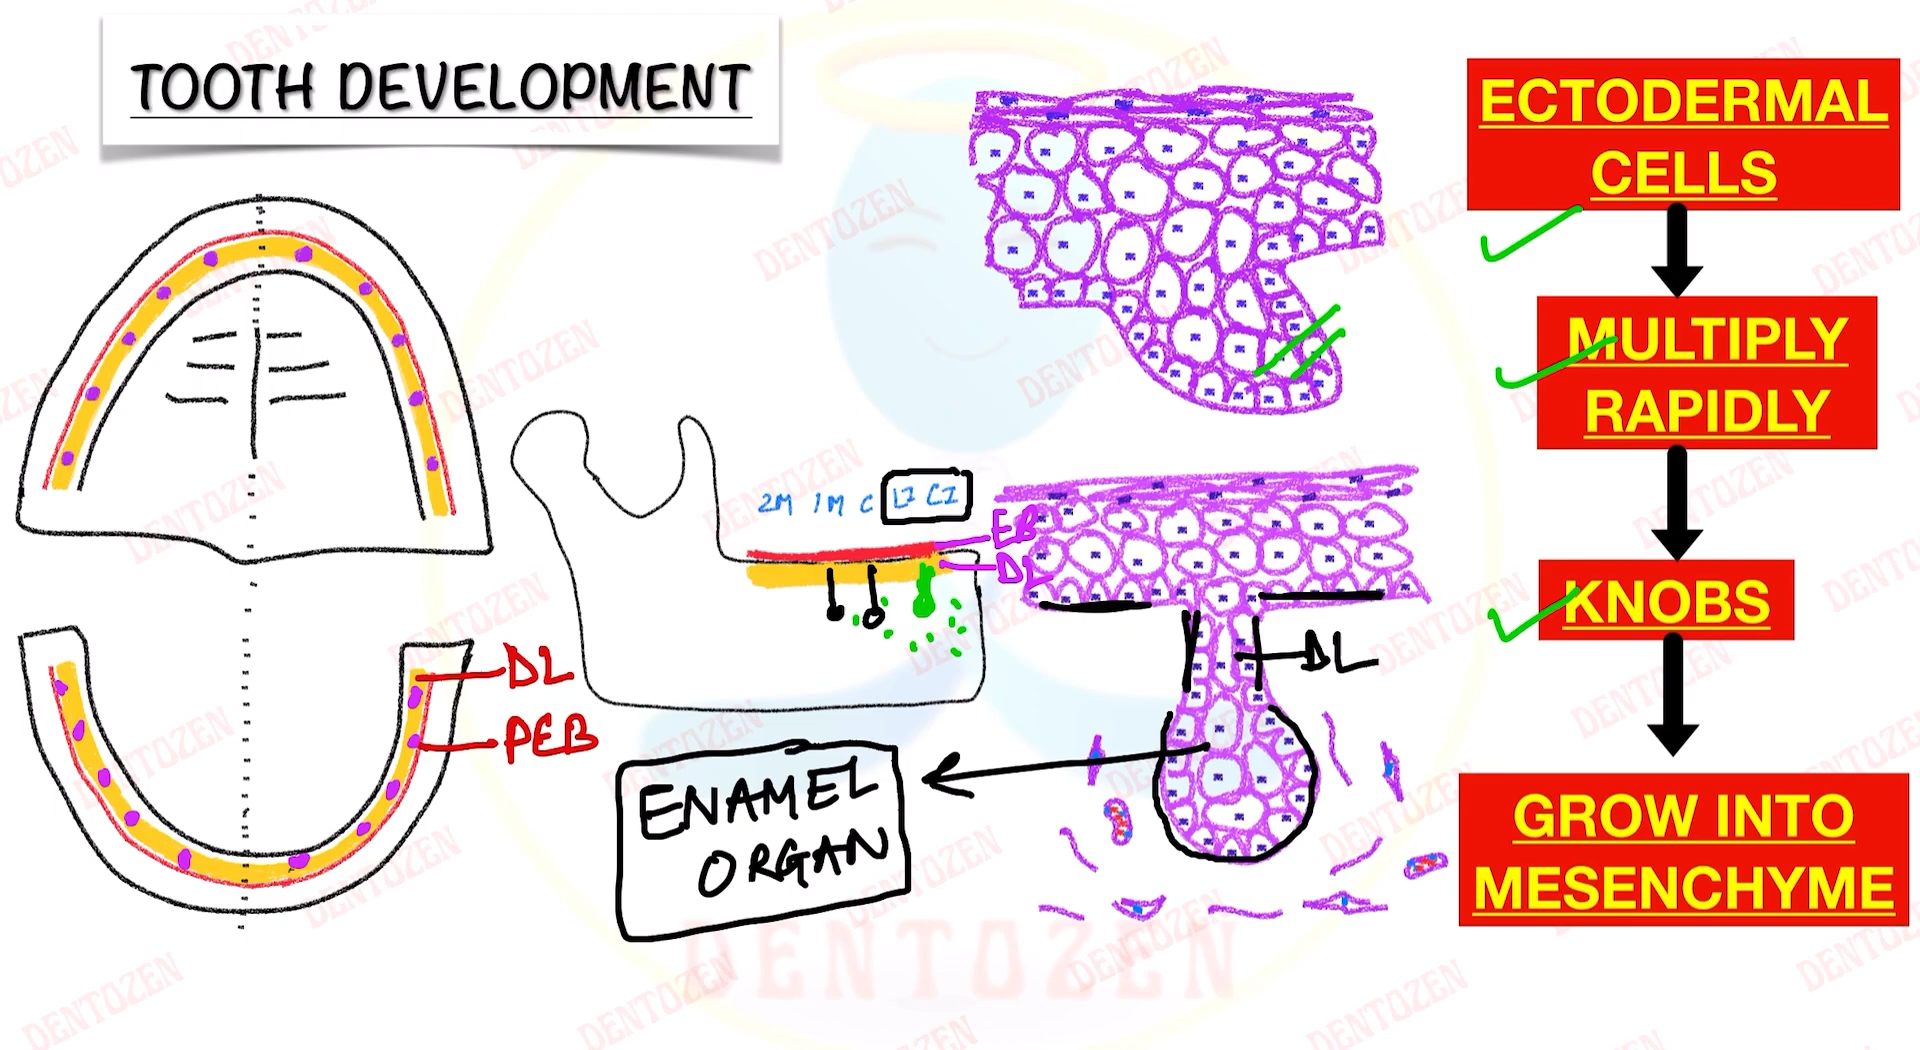 TOOTH DEVELOPMENT
ECTODERMAL
CELLS
MULTIPLY
RAPIDLY
KNOBS
GROW INTO
MESENCHYME
2M 1M C LI CI
EB
DL
DL
PEB
DL
ENAMEL
ORGAN
DENTOZEN